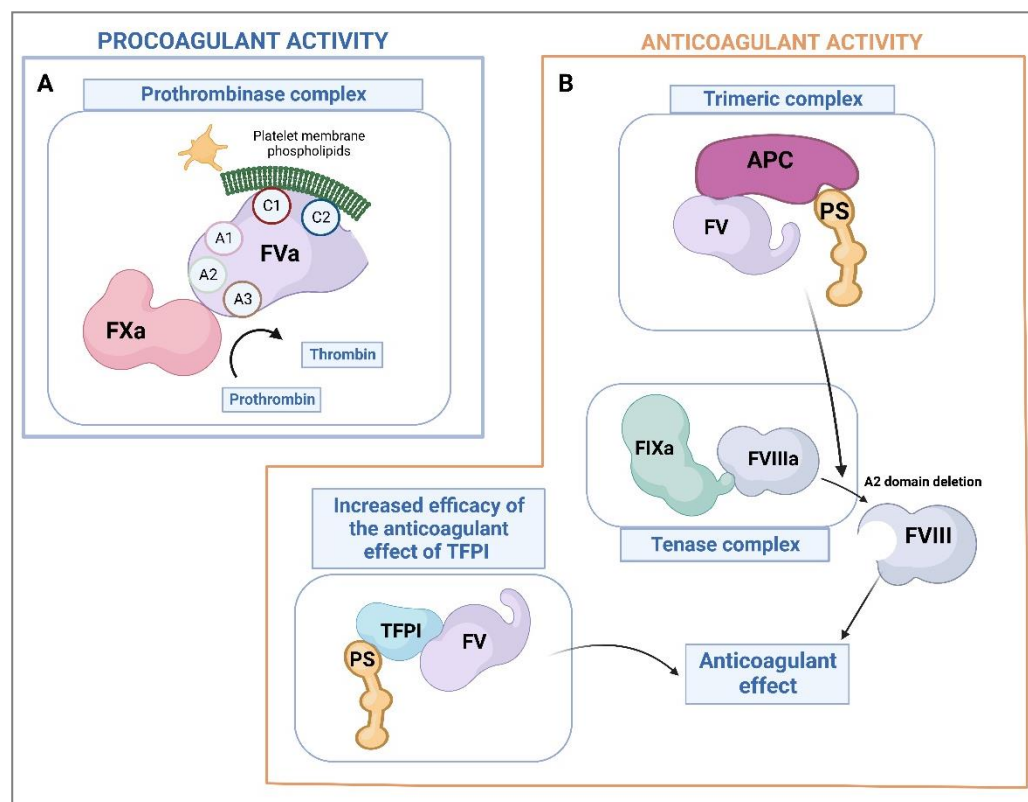 PROCOAGULANT ACTIVITY
A
Prothrombinase complex
Platelet membrane
phospholipids
C1
C2
A1
FVa
A2
A3
FXa
Thrombin
Prothrombin
ANTICOAGULANT ACTIVITY
B
Trimeric complex
APC
FV
PS
FIXa
FVIIIa
A2 domain deletion
FVIII
Tenase complex
Increased efficacy of
the anticoagulant
effect of TFPI
TFPI
FV
PS
Anticoagulant
effect